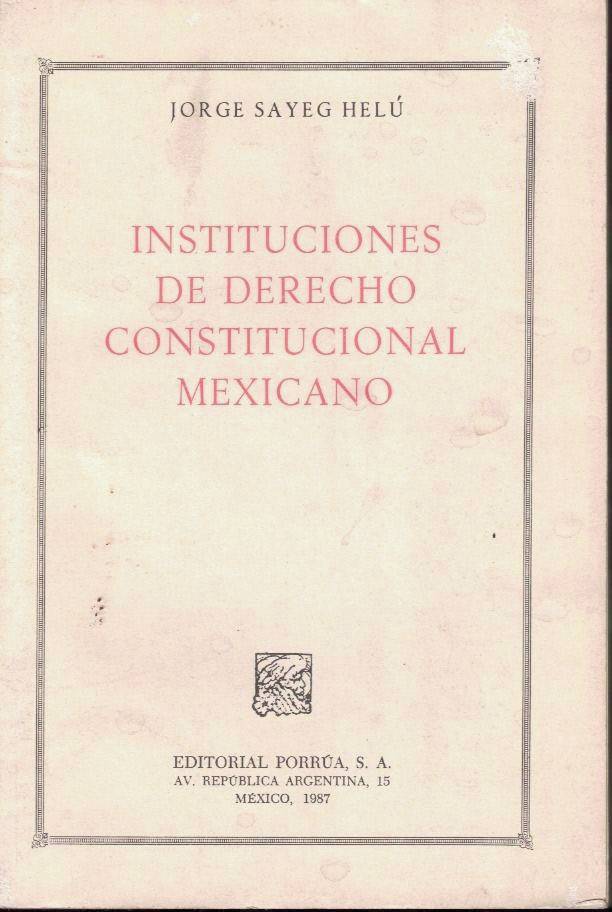 JORGE SAYEG HELÚ
INSTITUCIONES
DE DERECHO
CONSTITUCIONAL
MEXICANO
EDITORIAL PORRÚA, S. A.
AV. REPÚBLICA ARGENTINA, 15
MÉXICO, 1987